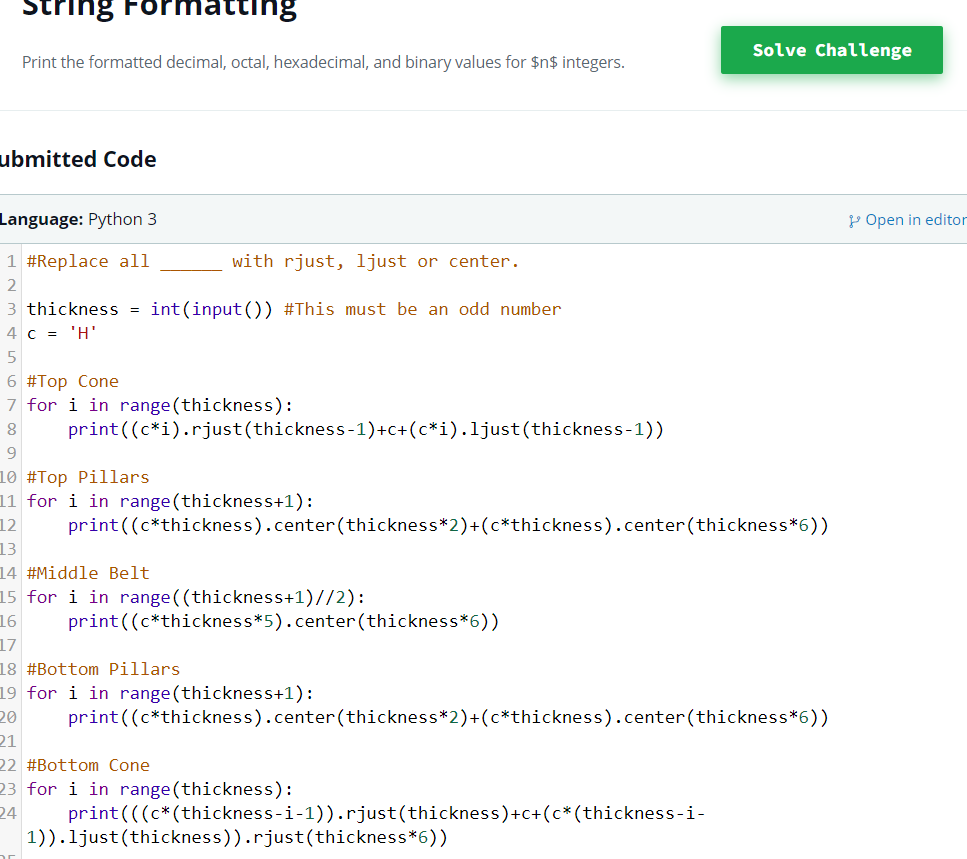 String Formatting
Print the formatted decimal, octal, hexadecimal, and binary values for $n$ integers.
Solve Challenge
ubmitted Code
Language: Python 3
Open in editor
1 #Replace all ______ with rjust, ljust or center.
2
3 thickness = int(input()) #This must be an odd number
4 c = 'H'
5
6 #Top Cone
7 for i in range(thickness):
8     print((c*i).rjust(thickness-1)+c+(c*i).ljust(thickness-1))
9
10 #Top Pillars
11 for i in range(thickness+1):
12     print((c*thickness).center(thickness*2)+(c*thickness).center(thickness*6))
13
14 #Middle Belt
15 for i in range((thickness+1)//2):
16     print((c*thickness*5).center(thickness*6))
17
18 #Bottom Pillars
19 for i in range(thickness+1):
20     print((c*thickness).center(thickness*2)+(c*thickness).center(thickness*6))
21
22 #Bottom Cone
23 for i in range(thickness):
24     print(((c*(thickness-i-1)).rjust(thickness)+c+(c*(thickness-i-
1)).ljust(thickness)).rjust(thickness*6))